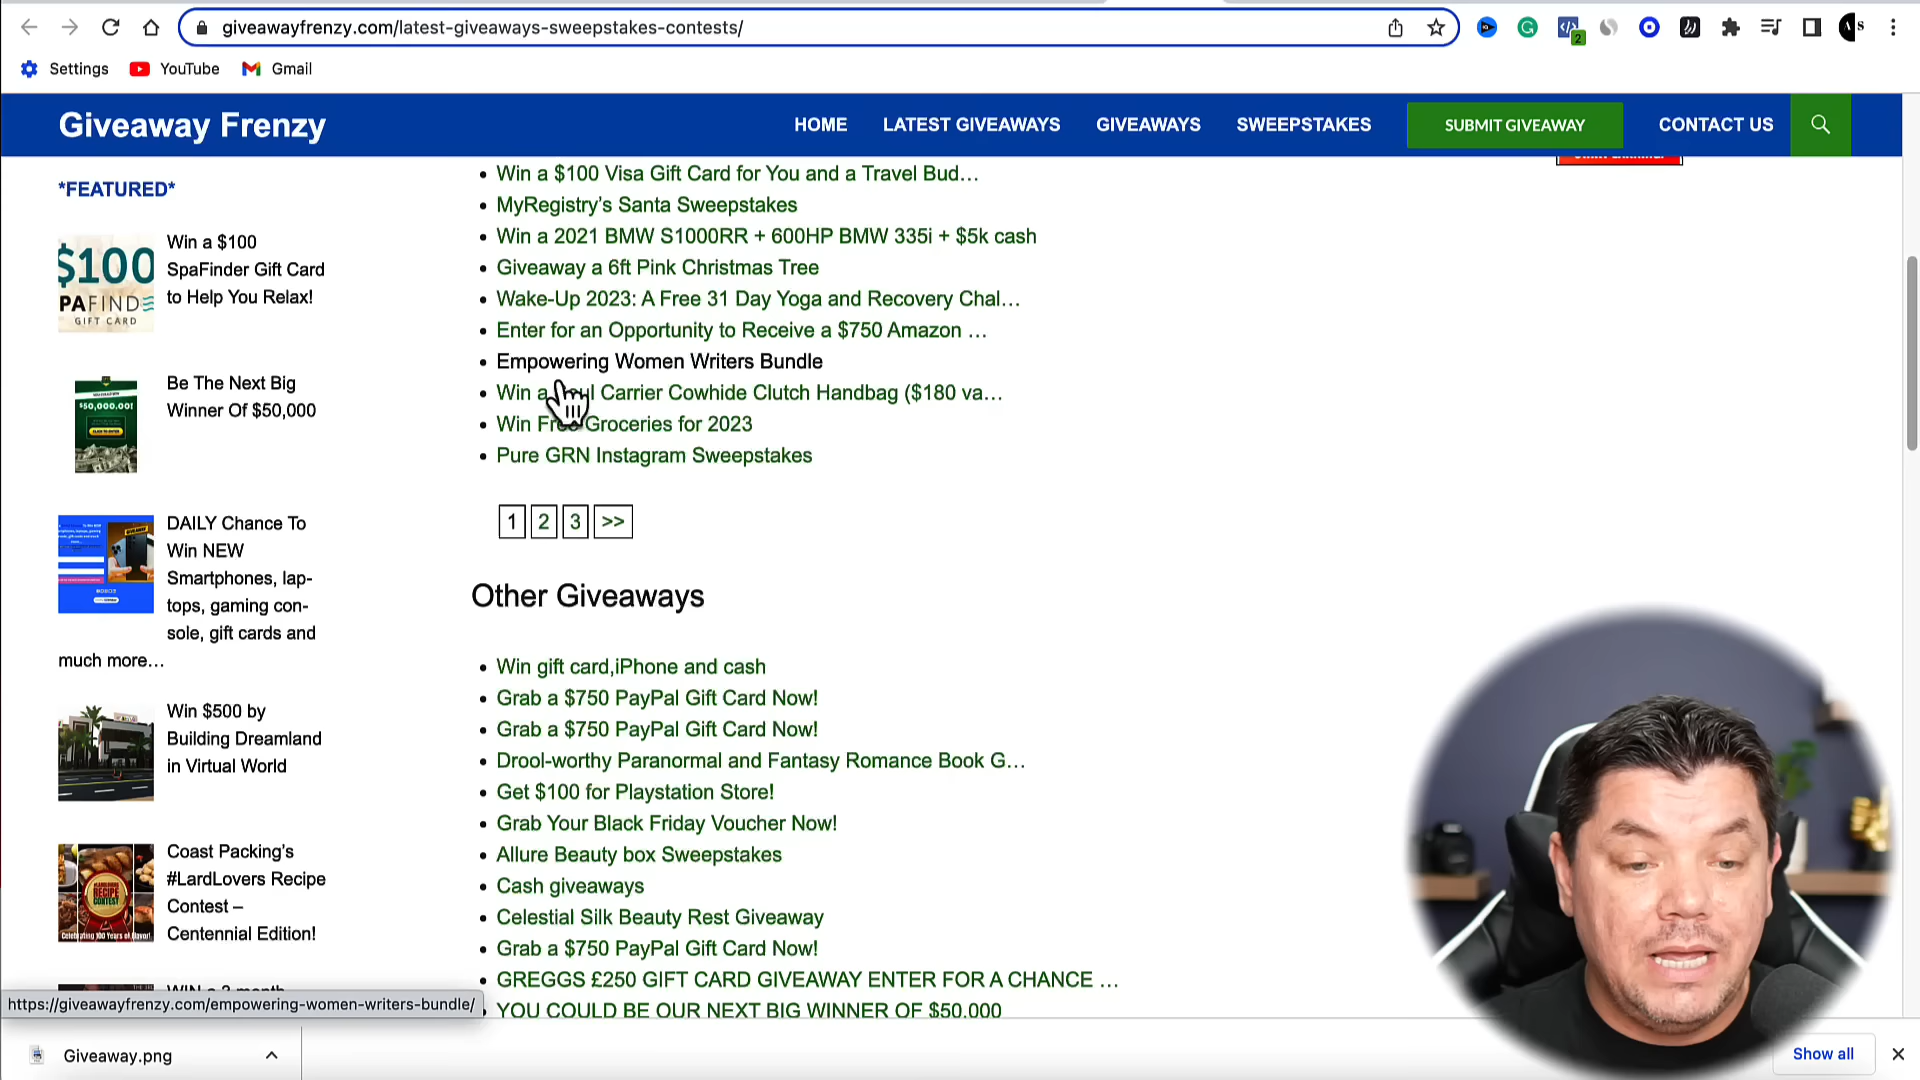 giveawayfrenzy.com/latest-giveaways-sweepstakes-contests/
2
Settings
YouTube
Gmail
Giveaway Frenzy
HOME
LATEST GIVEAWAYS
GIVEAWAYS
SWEEPSTAKES
SUBMIT GIVEAWAY
CONTACT US
*FEATURED*
$100
PAFINDE
GIFT CARD
Win a $100
SpaFinder Gift Card
to Help You Relax!
$50,000.00!
Be The Next Big
Winner Of $50,000
DAILY Chance To
Win NEW
Smartphones, lap-
tops, gaming con-
sole, gift cards and
much more…
Win $500 by
Building Dreamland
in Virtual World
RECIPE
CONTEST
Coast Packing’s
#LardLovers Recipe
Contest –
Centennial Edition!
Win a $100 Visa Gift Card for You and a Travel Bud…
MyRegistry’s Santa Sweepstakes
Win a 2021 BMW S1000RR + 600HP BMW 335i + $5k cash
Giveaway a 6ft Pink Christmas Tree
Wake-Up 2023: A Free 31 Day Yoga and Recovery Chal…
Enter for an Opportunity to Receive a $750 Amazon …
Empowering Women Writers Bundle
Win a Carrier Cowhide Clutch Handbag ($180 va…
Win Free Groceries for 2023
Pure GRN Instagram Sweepstakes
1 2 3 >>
Other Giveaways
Win gift card,iPhone and cash
Grab a $750 PayPal Gift Card Now!
Grab a $750 PayPal Gift Card Now!
Drool-worthy Paranormal and Fantasy Romance Book G…
Get $100 for Playstation Store!
Grab Your Black Friday Voucher Now!
Allure Beauty box Sweepstakes
Cash giveaways
Celestial Silk Beauty Rest Giveaway
Grab a $750 PayPal Gift Card Now!
GREGGS £250 GIFT CARD GIVEAWAY ENTER FOR A CHANCE …
YOU COULD BE OUR NEXT BIG WINNER OF $50,000
https://giveawayfrenzy.com/empowering-women-writers-bundle/
Giveaway.png
Show all